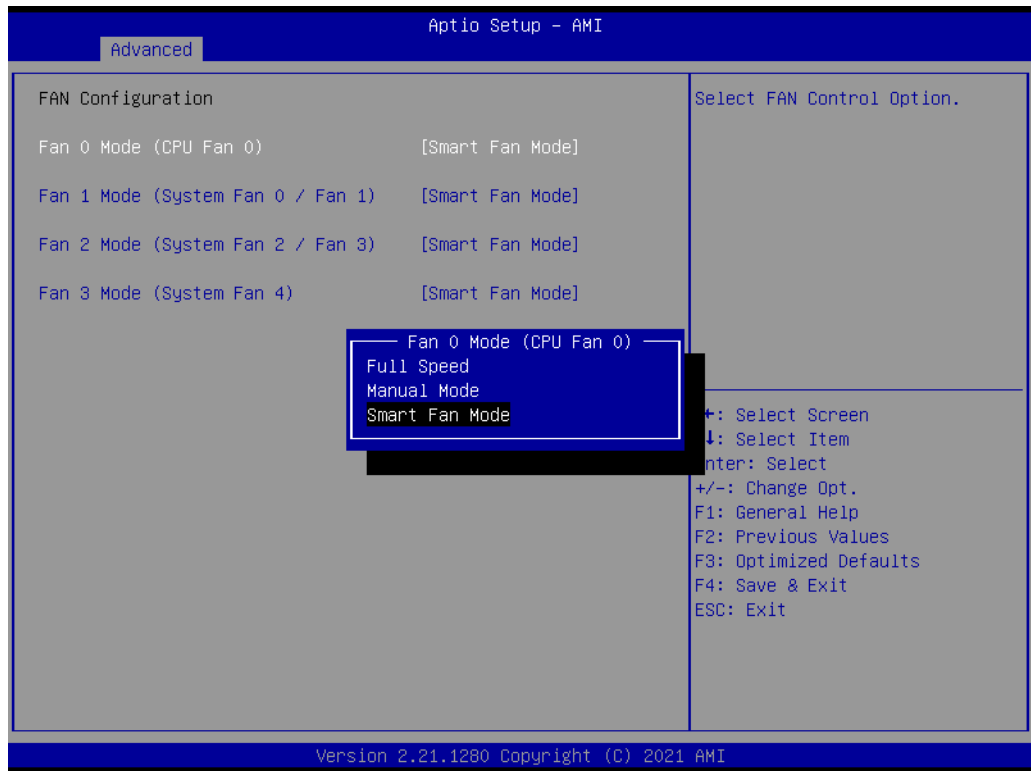 Aptio Setup – AMI
Advanced
FAN Configuration
Fan 0 Mode (CPU Fan 0) [Smart Fan Mode]
Fan 1 Mode (System Fan 0 / Fan 1) [Smart Fan Mode]
Fan 2 Mode (System Fan 2 / Fan 3) [Smart Fan Mode]
Fan 3 Mode (System Fan 4) [Smart Fan Mode]
Fan 0 Mode (CPU Fan 0)
Full Speed
Manual Mode
Smart Fan Mode
Select FAN Control Option.
: Select Screen
: Select Item
nter: Select
+/-: Change Opt.
F1: General Help
F2: Previous Values
F3: Optimized Defaults
F4: Save & Exit
ESC: Exit
Version 2.21.1280 Copyright (C) 2021 AMI